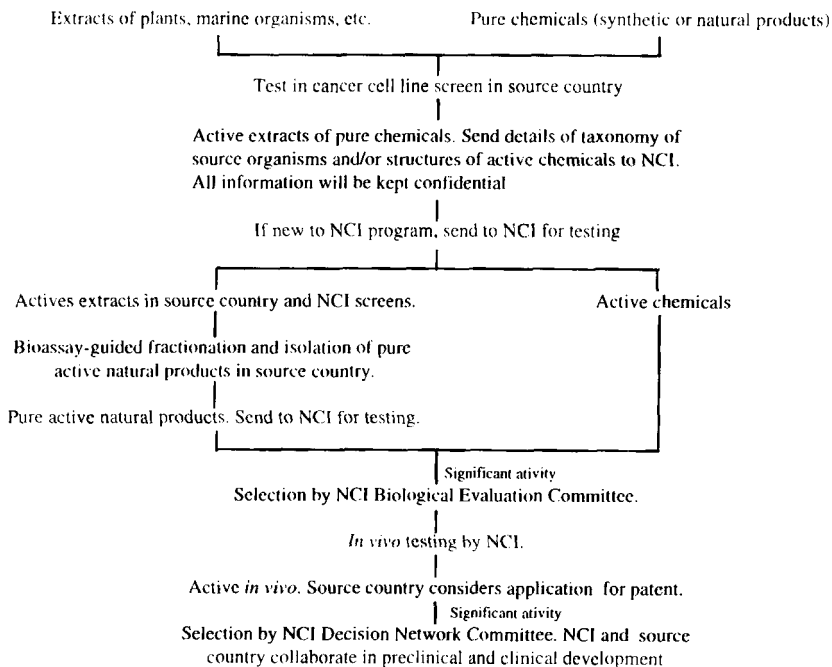 Extracts of plants, marine organisms, etc.
Pure chemicals (synthetic or natural products)
Test in cancer cell line screen in source country
Active extracts of pure chemicals. Send details of taxonomy of
source organisms and/or structures of active chemicals to NCI.
All information will be kept confidential
If new to NCI program, send to NCI for testing
Actives extracts in source country and NCI screens.
Active chemicals
Bioassay-guided fractionation and isolation of pure
active natural products in source country.
Pure active natural products. Send to NCI for testing.
Significant ativity
Selection by NCI Biological Evaluation Committee.
In vivo testing by NCI.
Active in vivo. Source country considers application for patent.
Significant ativity
Selection by NCI Decision Network Committee. NCI and source
country collaborate in preclinical and clinical development